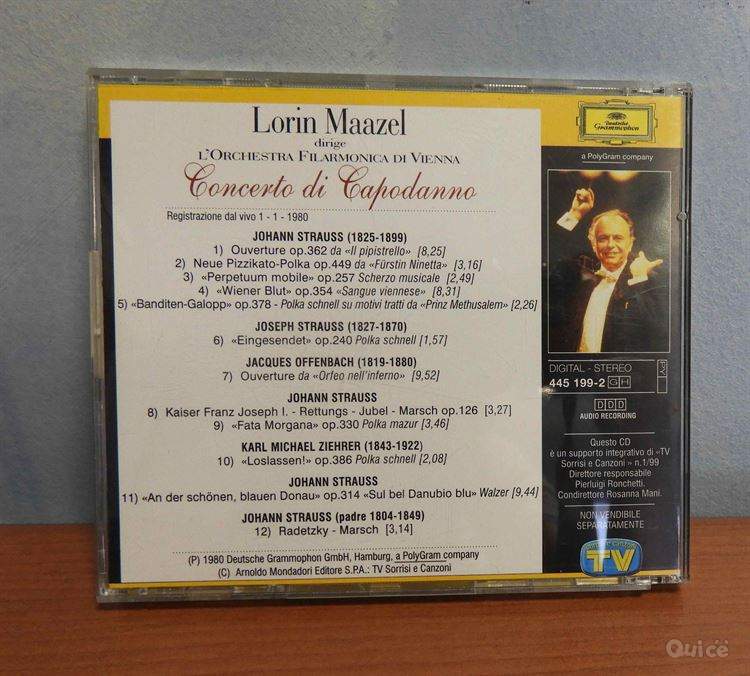 Lorin Maazel
dirige
L'ORCHESTRA FILARMONICA DI VIENNA
Concerto di Capodanno
Registrazione dal vivo 1 - 1 - 1980
JOHANN STRAUSS (1825-1899)
1) Ouverture op.362 da «Il pipistrello» [8,25]
2) Neue Pizzikato-Polka op.449 da «Fürstin Ninetta» [3,16]
3) «Perpetuum mobile» op.257 Scherzo musicale [2,49]
4) «Wiener Blut» op.354 «Sangue viennese» [8,31]
5) «Banditen-Galopp» op.378 - Polka schnell su motivi tratti da «Prinz Methusalem» [2,26]
JOSEPH STRAUSS (1827-1870)
6) «Eingesendet» op.240 Polka schnell [1,57]
JACQUES OFFENBACH (1819-1880)
7) Ouverture da «Orfeo nell'inferno» [9,52]
JOHANN STRAUSS
8) Kaiser Franz Joseph I. - Rettungs - Jubel - Marsch op.126 [3,27]
9) «Fata Morgana» op.330 Polka mazur [3,46]
KARL MICHAEL ZIEHRER (1843-1922)
10) «Loslassen!» op.386 Polka schnell [2,08]
JOHANN STRAUSS
11) «An der schönen, blauen Donau» op.314 «Sul bel Danubio blu» Walzer [9,44]
JOHANN STRAUSS (padre 1804-1849)
12) Radetzky - Marsch [3,14]
(P) 1980 Deutsche Grammophon GmbH, Hamburg, a PolyGram company
(C) Arnoldo Mondadori Editore S.P.A.: TV Sorrisi e Canzoni
Deutsche
Grammophon
a PolyGram company
DIGITAL - STEREO
445 199-2 GH
PY
DDD
AUDIO RECORDING
Questo CD
è un supporto integrativo di «TV
Sorrisi e Canzoni» n.1/99
Direttore responsabile
Pierluigi Ronchetti.
Condirettore Rosanna Mani.
NON VENDIBILE
SEPARATAMENTE
TV
Quicë